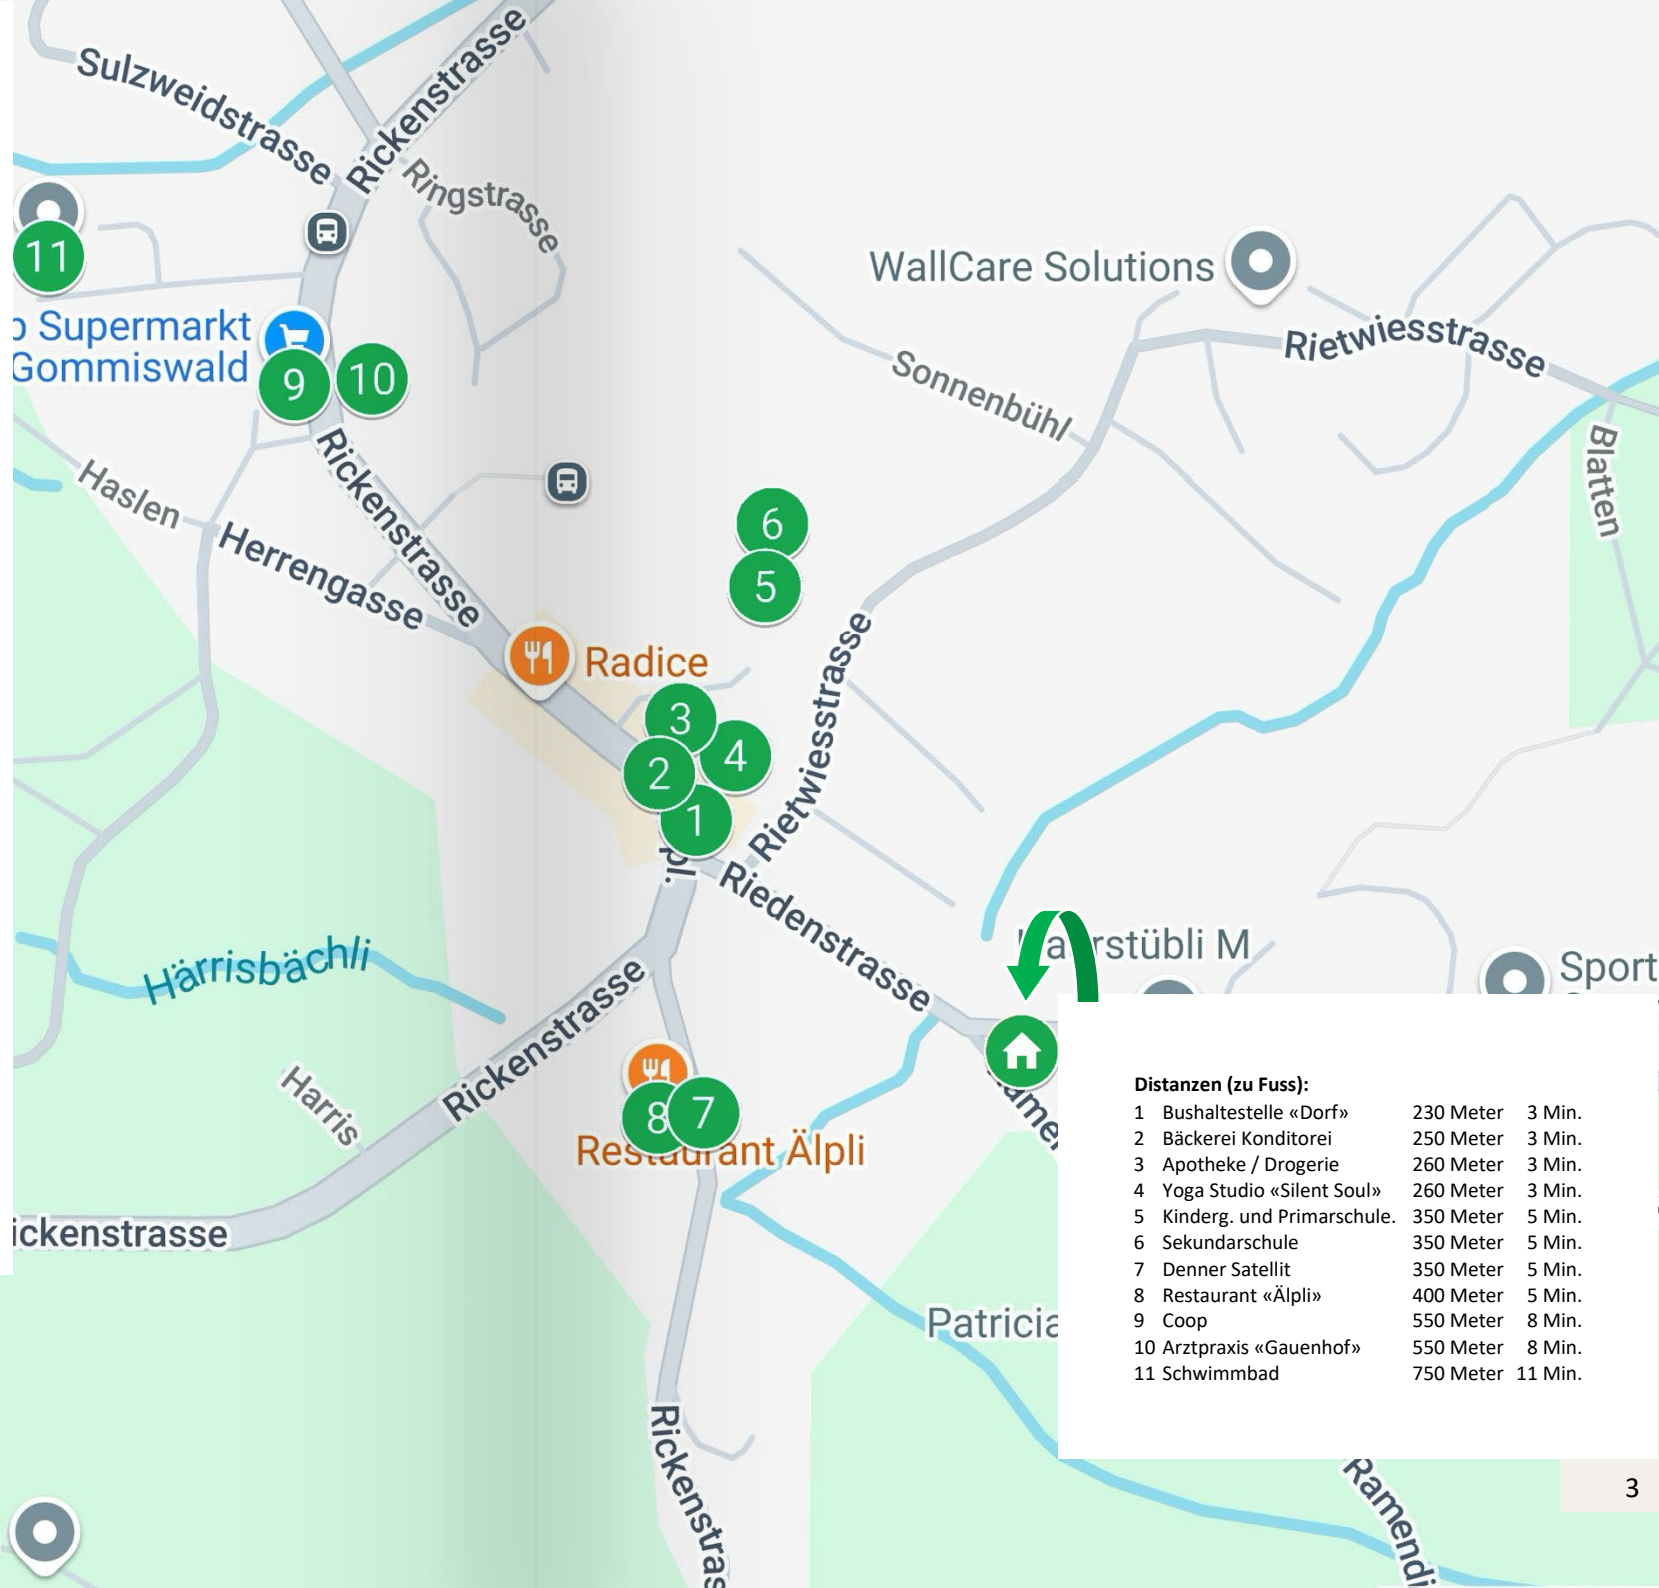 Sulzweidstrasse
Rickenstrasse
Ringstrasse
11
WallCare Solutions
Rietwiesstrasse
Supermarkt
Gommiswald
9
10
Sonnenbühl
Blatten
Rickenstrasse
Haslen
Herrengasse
6
5
Radice
3
4
2
1
Rietwiesstrasse
pl.
Riedenstrasse
Härrisbächli
rstübli M
Sport
Rickenstrasse
Harris
8
7
Restaurant Älpli
ickenstrasse
Distanzen (zu Fuss):
1 Bushaltestelle «Dorf» 230 Meter 3 Min.
2 Bäckerei Konditorei 250 Meter 3 Min.
3 Apotheke / Drogerie 260 Meter 3 Min.
4 Yoga Studio «Silent Soul» 260 Meter 3 Min.
5 Kinderg. und Primarschule. 350 Meter 5 Min.
6 Sekundarschule 350 Meter 5 Min.
7 Denner Satellit 350 Meter 5 Min.
8 Restaurant «Älpli» 400 Meter 5 Min.
9 Coop 550 Meter 8 Min.
10 Arztpraxis «Gauenhof» 550 Meter 8 Min.
11 Schwimmbad 750 Meter 11 Min.
Patricia
Rickenstras
Ramendi
3